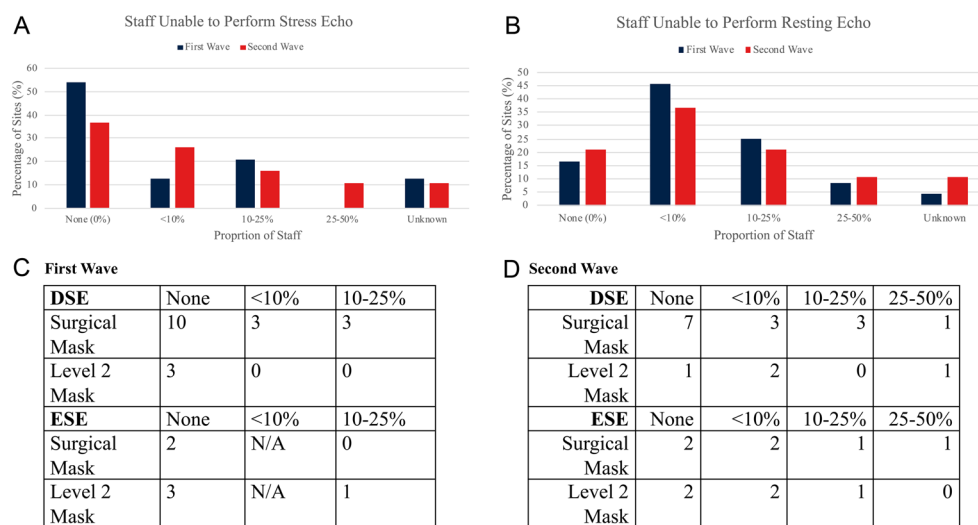 A
Staff Unable to Perform Stress Echo
First Wave Second Wave
Percentage of Sites (%)
60
50
40
30
20
10
0
None (0%) <10% 10-25% 25-50% Unknown
Proprtion of Staff
B
Staff Unable to Perform Resting Echo
First Wave Second Wave
Percentage of Sites (%)
50
45
40
35
30
25
20
15
10
5
0
None (0%) <10% 10-25% 25-50% Unknown
Proportion of Staff
C First Wave
DSE None <10% 10-25%
Surgical 10 3 3
Mask
Level 2 3 0 0
Mask
ESE None <10% 10-25%
Surgical 2 N/A 0
Mask
Level 2 3 N/A 1
Mask
D Second Wave
DSE None <10% 10-25% 25-50%
Surgical 7 3 3 1
Mask
Level 2 1 2 0 1
Mask
ESE None <10% 10-25% 25-50%
Surgical 2 2 1 1
Mask
Level 2 2 2 1 0
Mask